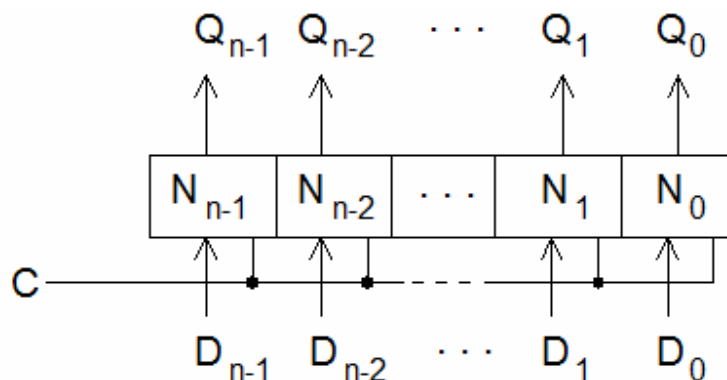 Qn-1 Qn-2 · · · Q1 Q0
Nn-1 Nn-2 · · · N1 N0
C
Dn-1 Dn-2 · · · D1 D0